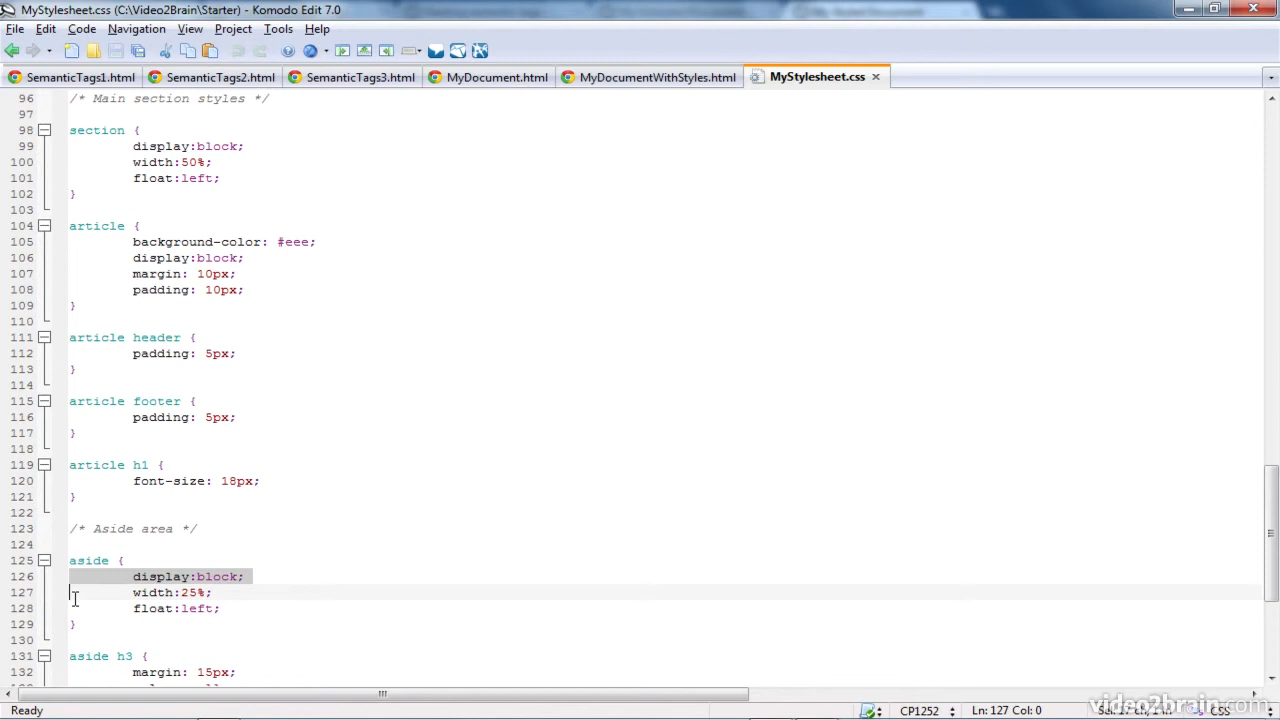 MyStylesheet.css (C:\Video2Brain\Starter) - Komodo Edit 7.0
File Edit Code Navigation View Project Tools Help
SemanticTags1.html SemanticTags2.html SemanticTags3.html MyDocument.html MyDocumentWithStyles.html MyStylesheet.css
96 /* Main section styles */
97
98 section {
99 display:block;
100 width:50%;
101 float:left;
102 }
103
104 article {
105 background-color: #eee;
106 display:block;
107 margin: 10px;
108 padding: 10px;
109 }
110
111 article header {
112 padding: 5px;
113 }
114
115 article footer {
116 padding: 5px;
117 }
118
119 article h1 {
120 font-size: 18px;
121 }
122
123 /* Aside area */
124
125 aside {
126 display:block;
127 width:25%;
128 float:left;
129 }
130
131 aside h3 {
132 margin: 15px;
Ready CP1252 Ln: 127 Col: 0 CSS
video2brain.com